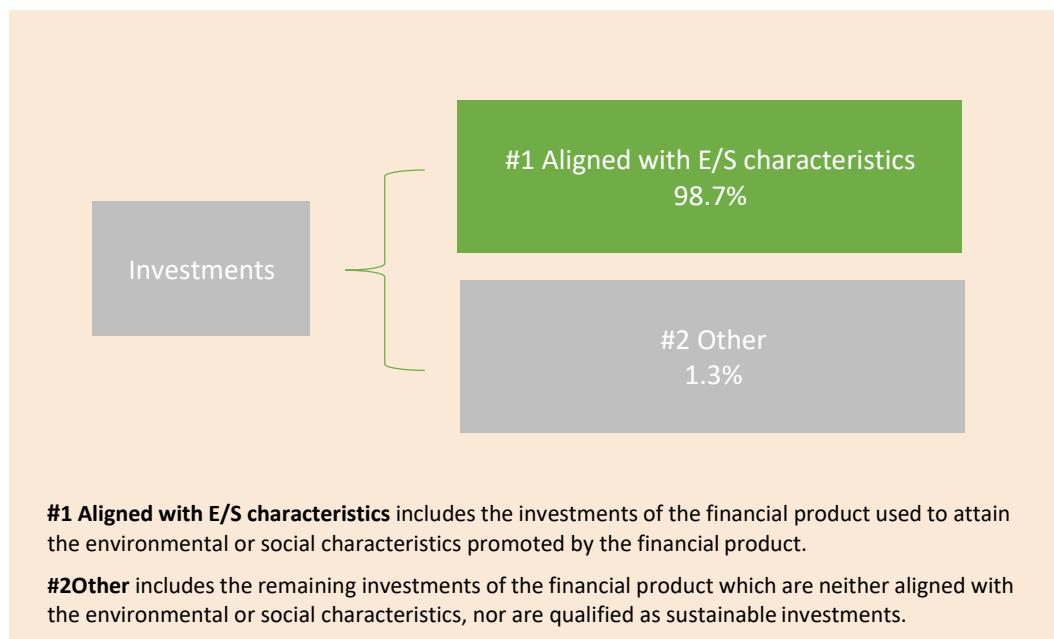 #1 Aligned with E/S characteristics
98.7%
Investments
#2 Other
1.3%
#1 Aligned with E/S characteristics includes the investments of the financial product used to attain
the environmental or social characteristics promoted by the financial product.
#2Other includes the remaining investments of the financial product which are neither aligned with
the environmental or social characteristics, nor are qualified as sustainable investments.